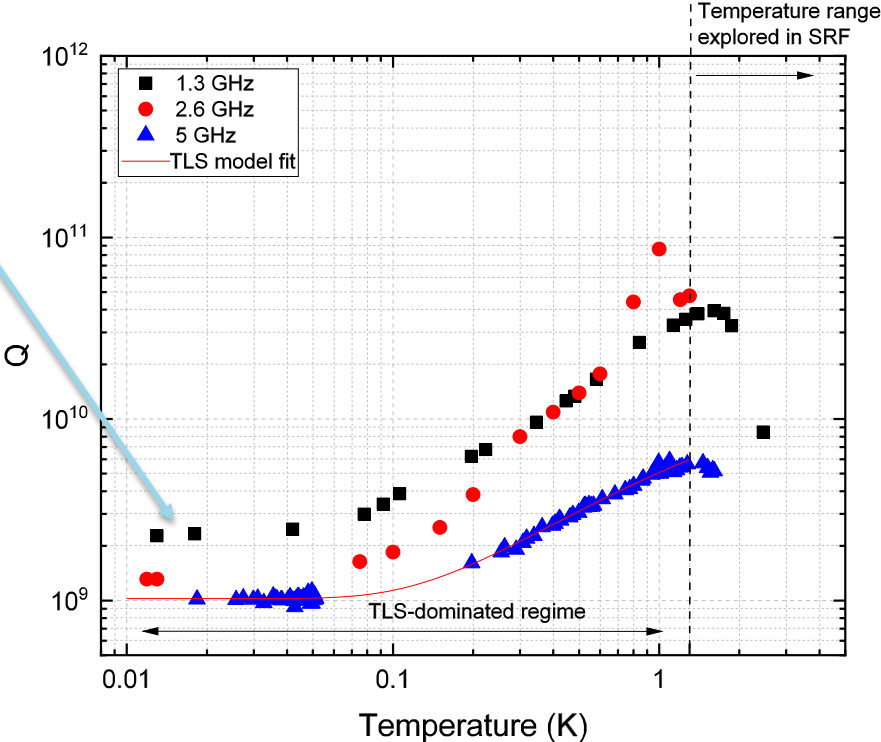 Temperature range
explored in SRF
10¹²
1.3 GHz
2.6 GHz
5 GHz
TLS model fit
10¹¹
Q
10¹⁰
10⁹
TLS-dominated regime
0.01 0.1 1
Temperature (K)